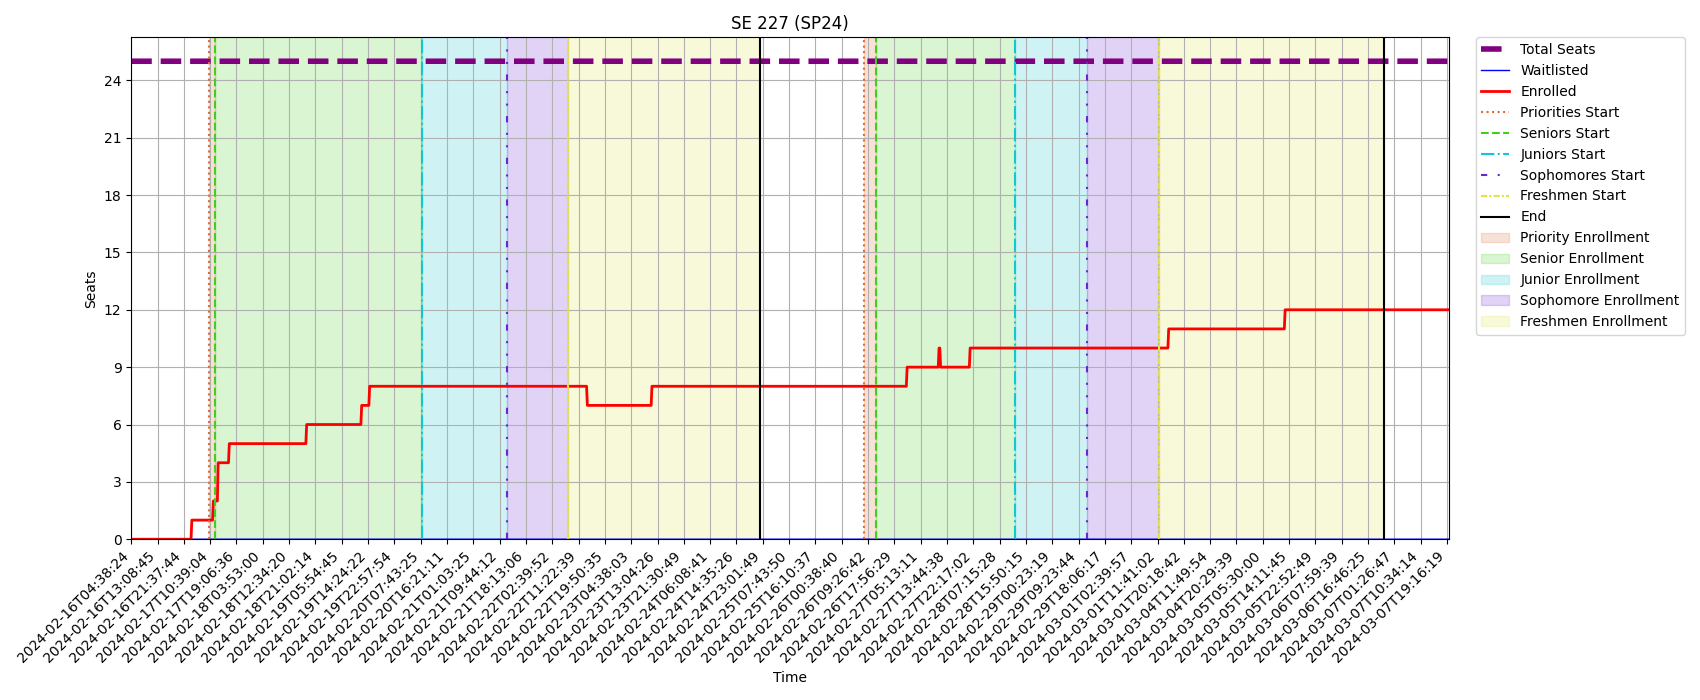 SE 227 (SP24)
Total Seats
Waitlisted
Enrolled
Priorities Start
Seniors Start
Juniors Start
Sophomores Start
Freshmen Start
End
Priority Enrollment
Senior Enrollment
Junior Enrollment
Sophomore Enrollment
Freshmen Enrollment
Seats
24
21
18
15
12
9
6
3
0
2024-02-16T04:38:24
2024-02-16T13:08:45
2024-02-16T21:37:44
2024-02-17T10:39:04
2024-02-17T19:06:36
2024-02-18T03:53:00
2024-02-18T12:34:20
2024-02-18T21:02:14
2024-02-19T05:54:45
2024-02-19T14:24:22
2024-02-19T22:57:54
2024-02-20T07:43:25
2024-02-20T16:21:11
2024-02-21T01:03:25
2024-02-21T09:44:12
2024-02-21T18:13:06
2024-02-22T02:39:52
2024-02-22T11:22:39
2024-02-22T19:50:35
2024-02-23T04:38:03
2024-02-23T13:04:26
2024-02-23T21:30:49
2024-02-24T06:08:41
2024-02-24T14:35:26
2024-02-24T23:01:49
2024-02-25T07:43:50
2024-02-25T16:10:37
2024-02-26T00:38:40
2024-02-26T09:26:42
2024-02-26T17:56:29
2024-02-27T05:13:11
2024-02-27T13:44:38
2024-02-27T22:17:02
2024-02-28T07:15:28
2024-02-28T15:50:15
2024-02-29T00:23:19
2024-02-29T09:23:44
2024-02-29T18:06:17
2024-03-01T02:39:57
2024-03-01T11:41:02
2024-03-01T20:18:42
2024-03-04T11:49:54
2024-03-04T20:29:39
2024-03-05T05:30:00
2024-03-05T14:11:45
2024-03-05T22:52:49
2024-03-06T07:59:39
2024-03-06T16:46:25
2024-03-07T01:26:47
2024-03-07T10:34:14
2024-03-07T19:16:19
Time